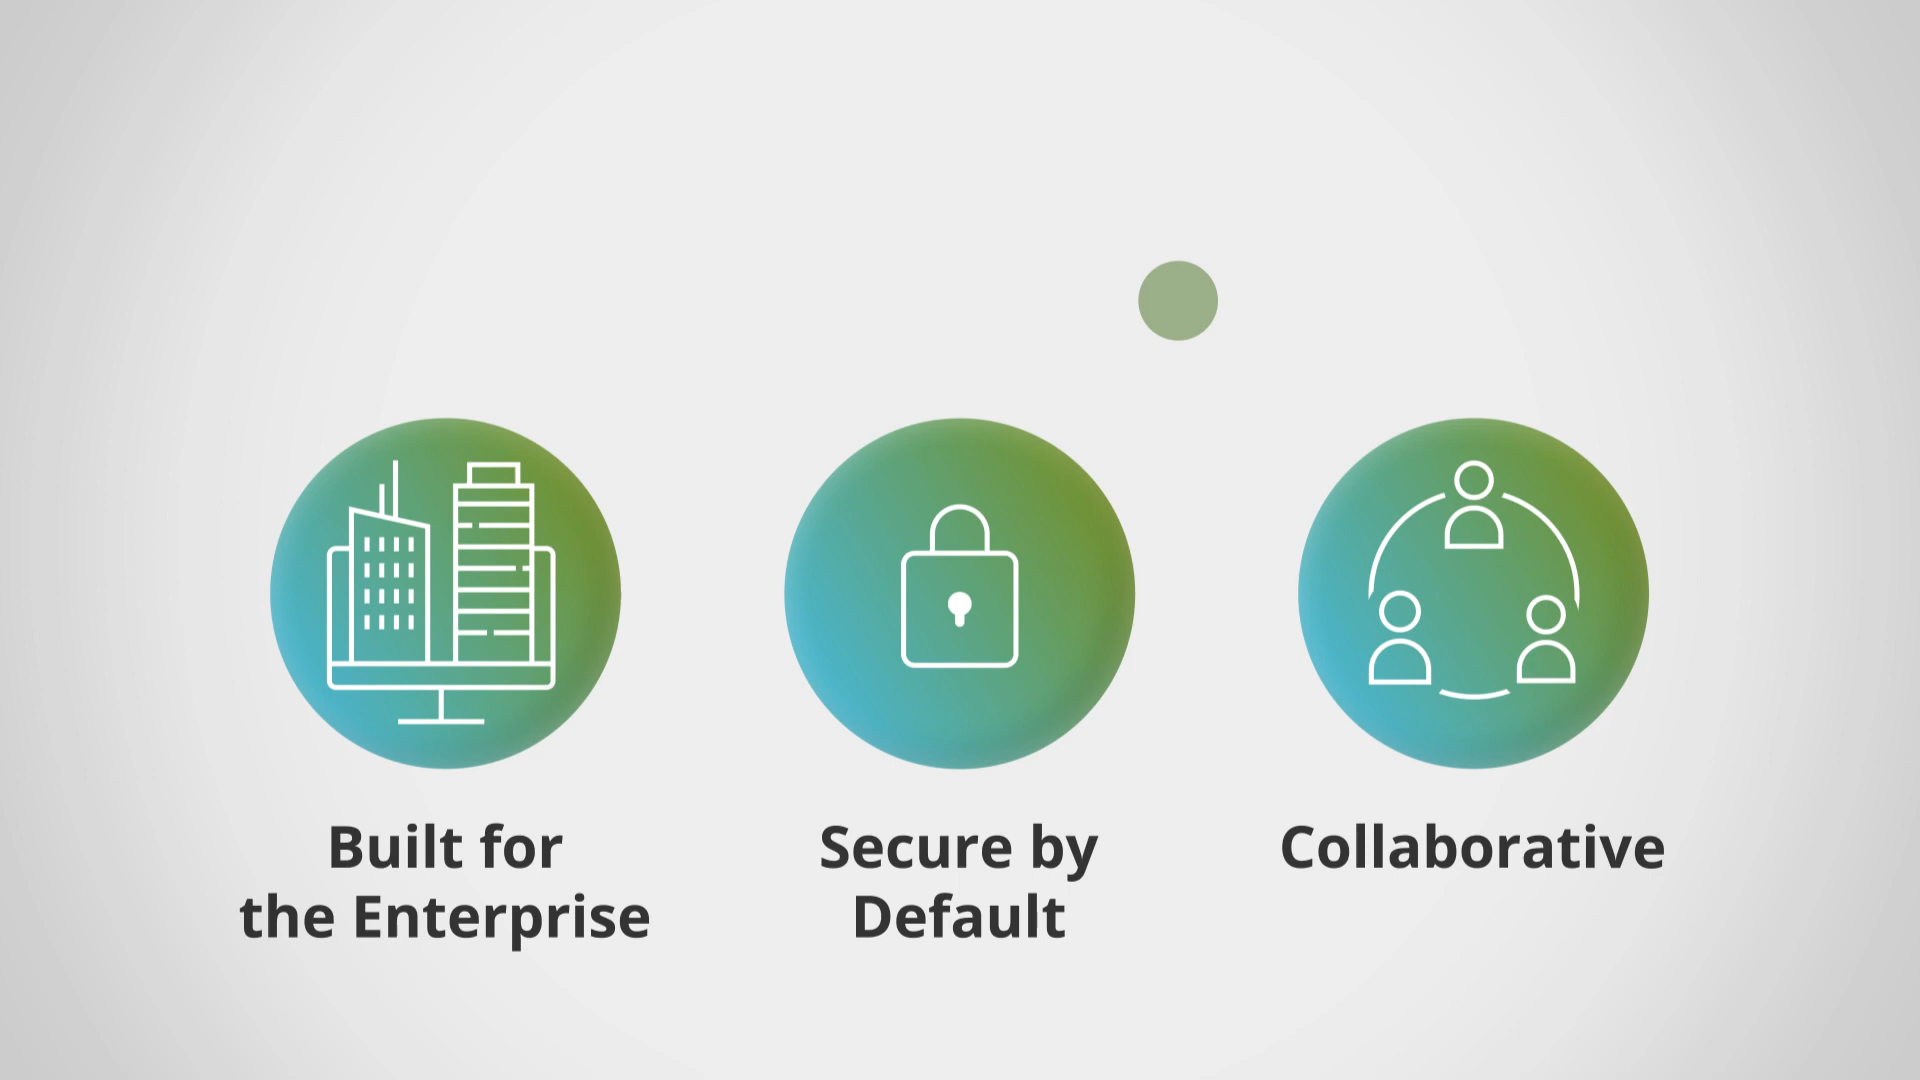 Built for
the Enterprise
Secure by
Default
Collaborative